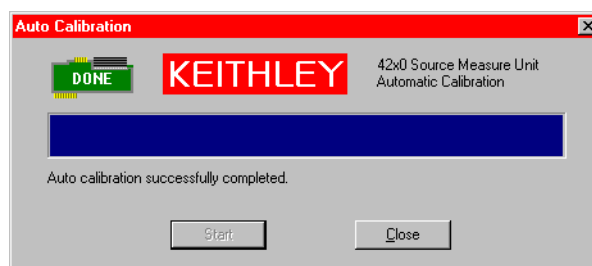 Auto Calibration
DONE
KEITHLEY
42x0 Source Measure Unit
Automatic Calibration
Auto calibration successfully completed.
Start
Close